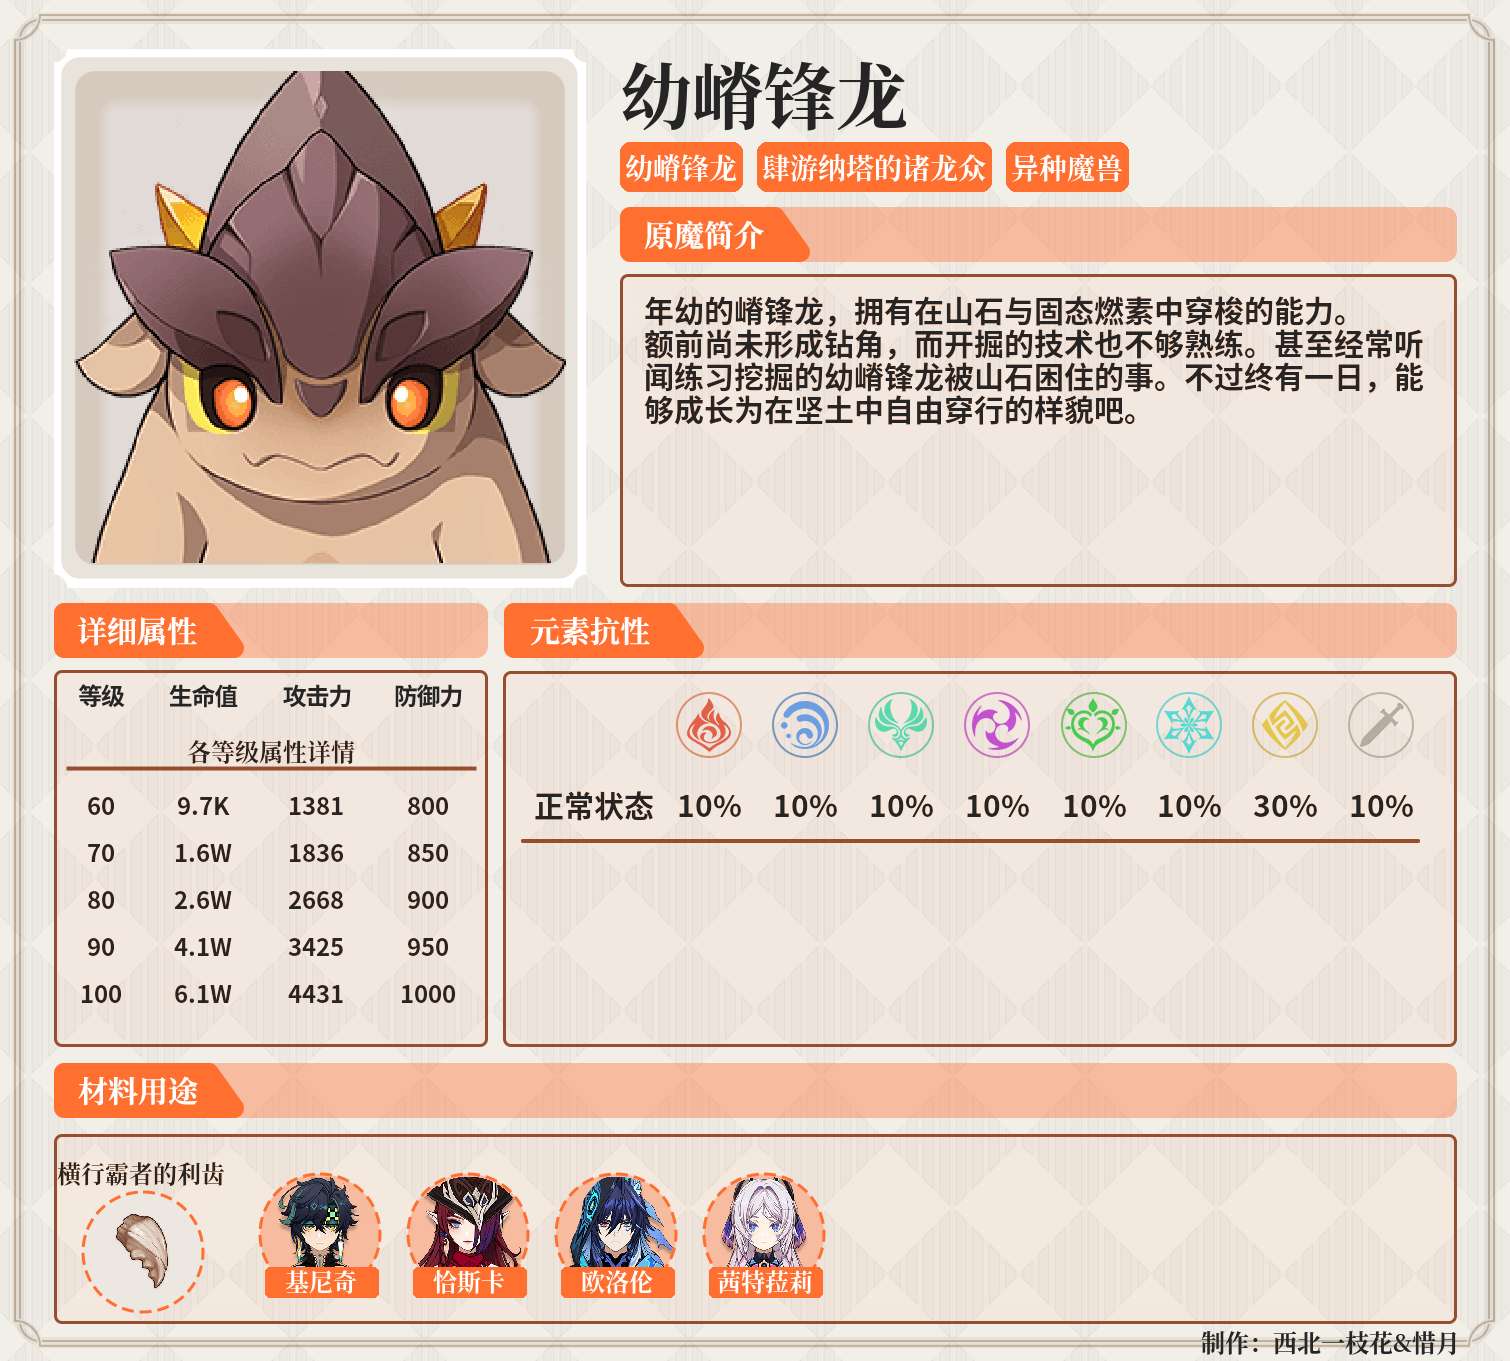 幼嵴锋龙
幼嵴锋龙 肆游纳塔的诸龙众 异种魔兽
原魔简介
年幼的嵴锋龙，拥有在山石与固态燃素中穿梭的能力。
额前尚未形成钻角，而开掘的技术也不够熟练。甚至经常听
闻练习挖掘的幼嵴锋龙被山石困住的事。不过终有一日，能
够成长为在坚土中自由穿行的样貌吧。
详细属性
等级 生命值 攻击力 防御力
各等级属性详情
60 9.7K 1381 800
70 1.6W 1836 850
80 2.6W 2668 900
90 4.1W 3425 950
100 6.1W 4431 1000
元素抗性
正常状态 10% 10% 10% 10% 10% 10% 30% 10%
材料用途
横行霸者的利齿
基尼奇 恰斯卡 欧洛伦 茜特菈莉
制作：西北一枝花&惜月